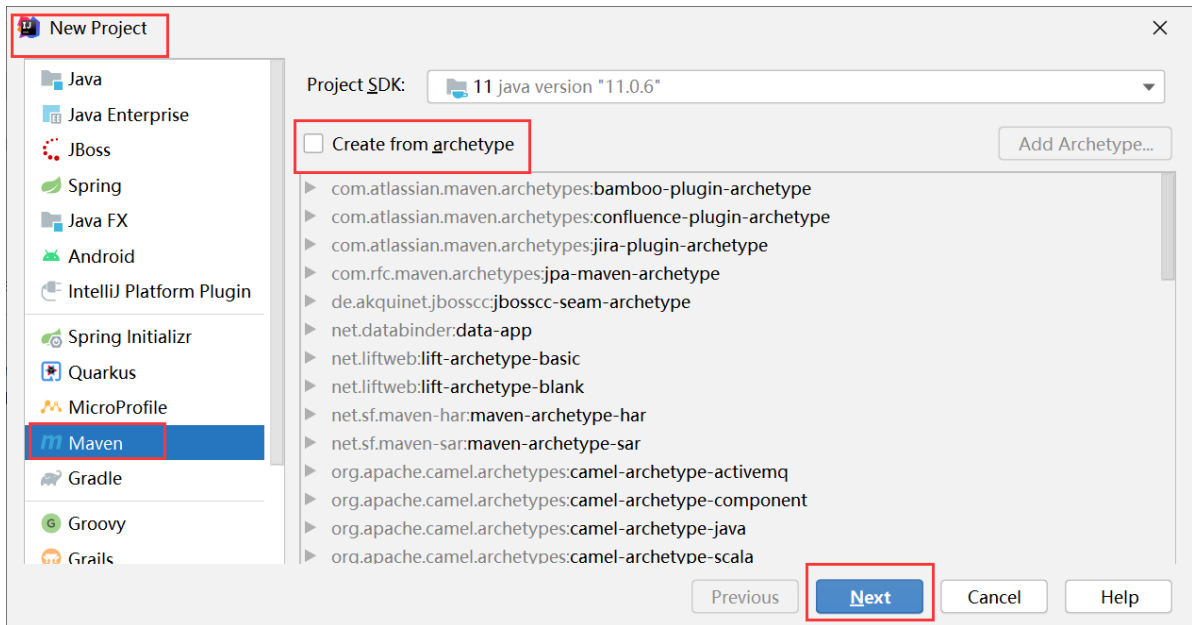 New Project
Java
Java Enterprise
JBoss
Spring
Java FX
Android
IntelliJ Platform Plugin
Spring Initializr
Quarkus
MicroProfile
Maven
Gradle
Groovy
Grails
Project SDK: 11 java version "11.0.6"
Create from archetype Add Archetype...
com.atlassian.maven.archetypes:bamboo-plugin-archetype
com.atlassian.maven.archetypes:confluence-plugin-archetype
com.atlassian.maven.archetypes:jira-plugin-archetype
com.rfc.maven.archetypes:jpa-maven-archetype
de.akquinet.jbosscc:jbosscc-seam-archetype
net.databinder:data-app
net.liftweb:lift-archetype-basic
net.liftweb:lift-archetype-blank
net.sf.maven-har:maven-archetype-har
net.sf.maven-sar:maven-archetype-sar
org.apache.camel.archetypes:camel-archetype-activemq
org.apache.camel.archetypes:camel-archetype-component
org.apache.camel.archetypes:camel-archetype-java
org.apache.camel.archetypes:camel-archetype-scala
Previous Next Cancel Help